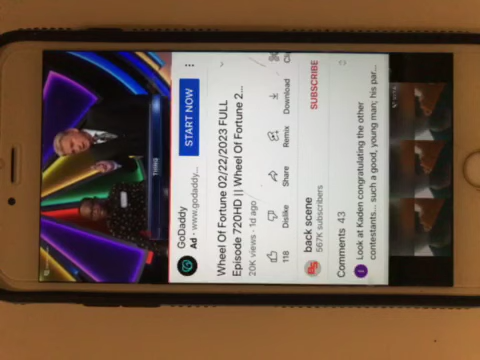 THING
GoDaddy
Ad · www.godaddy...
START NOW
Wheel Of Fortune 02/22/2023 FULL
Episode 720HD || Wheel Of Fortune 2...
20K views · 1d ago
118
Dislike
Share
Remix
Download
Cli
back scene
567K subscribers
SUBSCRIBE
Comments 43
Look at Kaden congratulating the other
contestants... such a good, young man; his par...